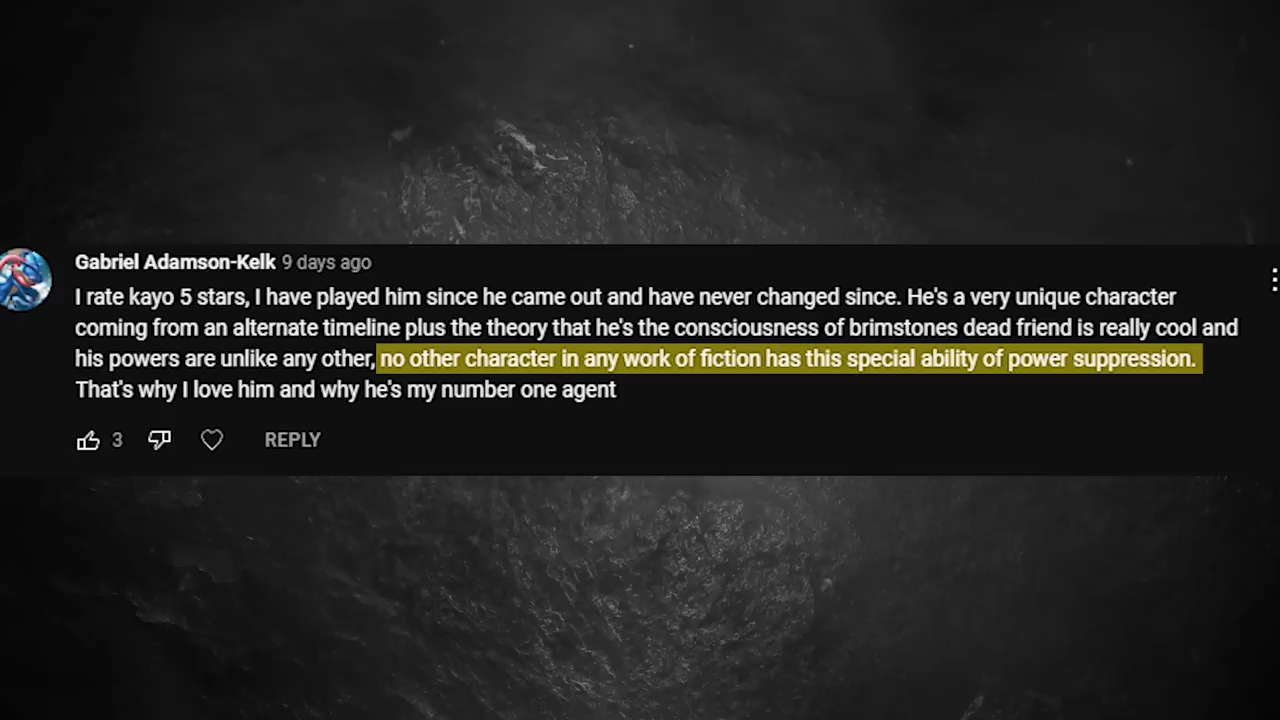 Gabriel Adamson-Kelk 9 days ago
I rate kayo 5 stars, I have played him since he came out and have never changed since. He's a very unique character
coming from an alternate timeline plus the theory that he's the consciousness of brimstones dead friend is really cool and
his powers are unlike any other, no other character in any work of fiction has this special ability of power suppression.
That's why I love him and why he's my number one agent
3 REPLY